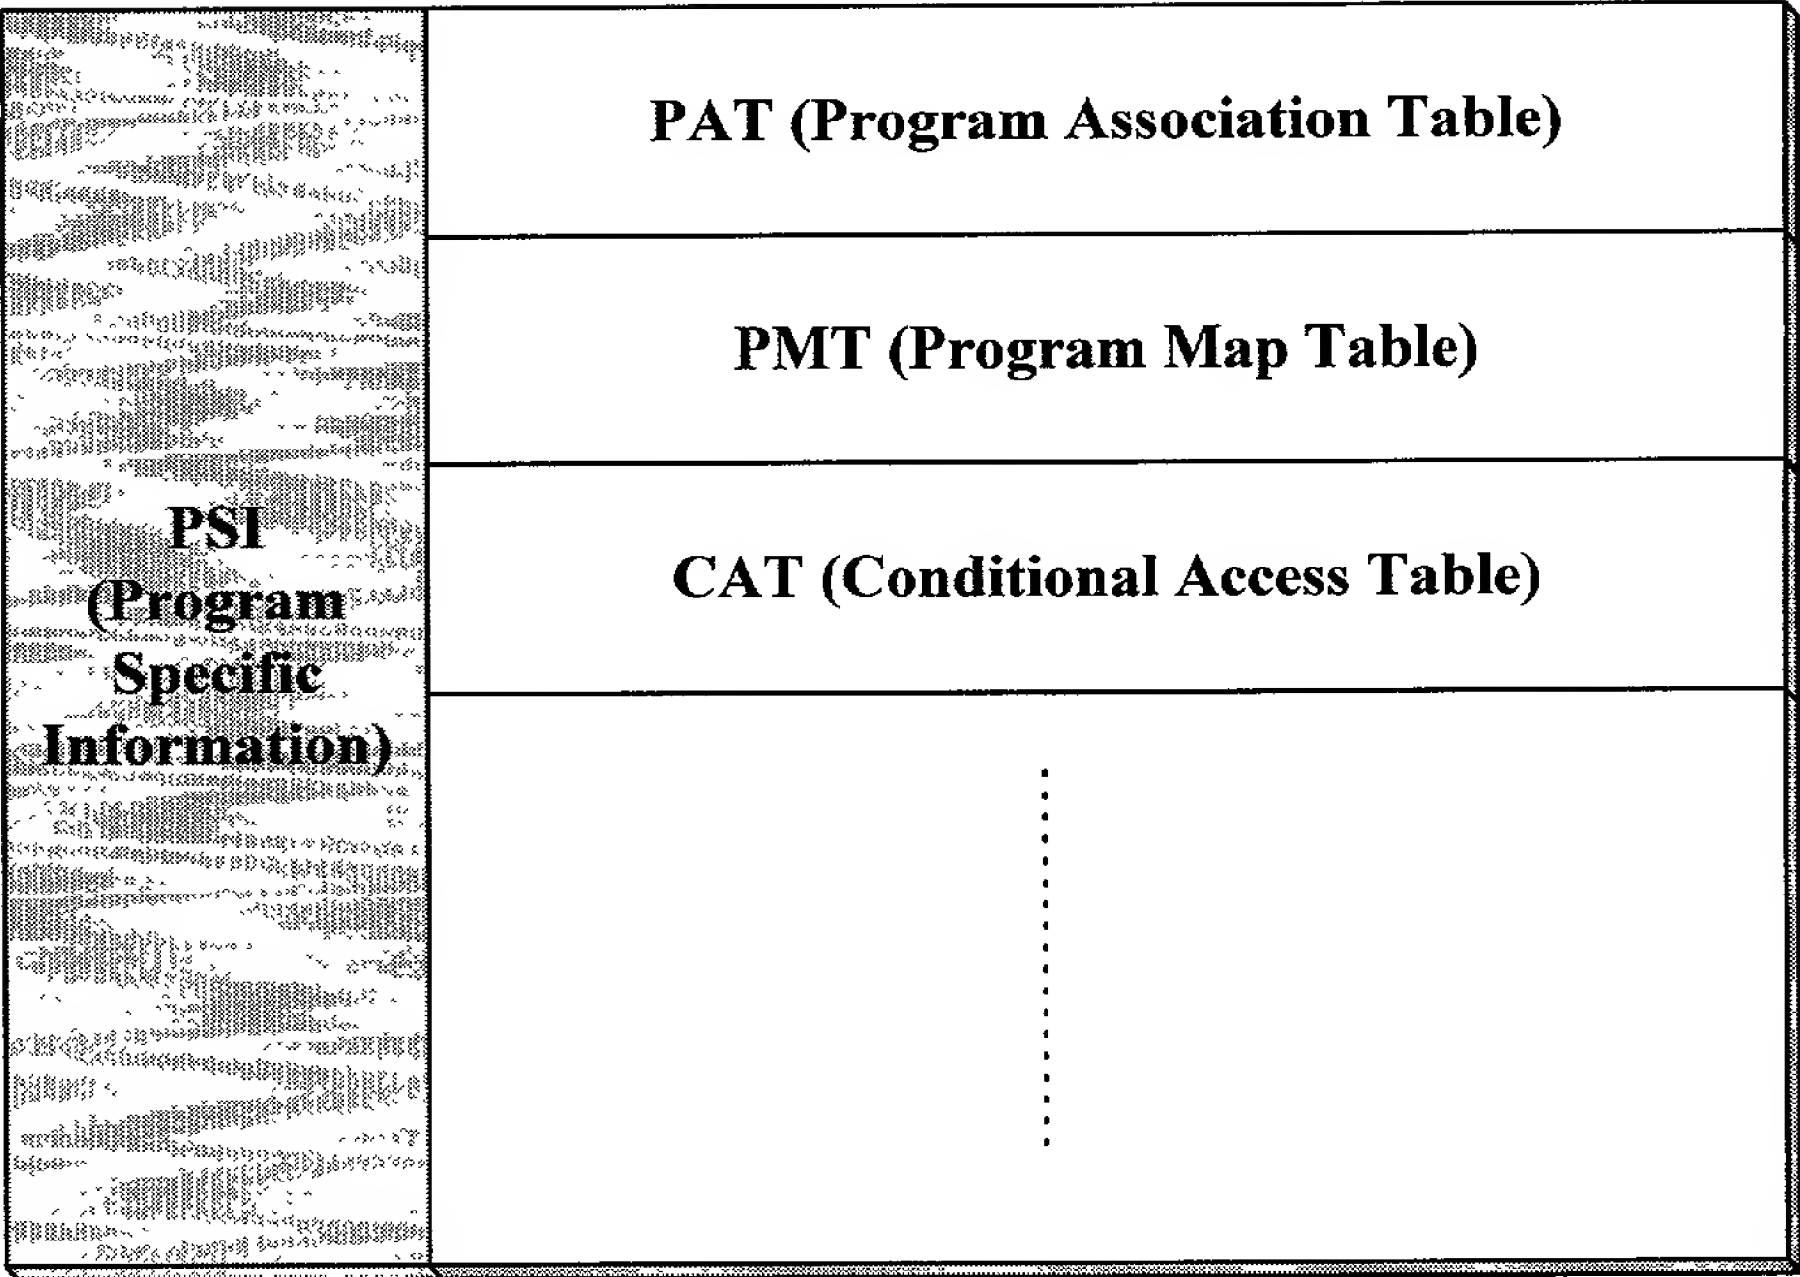 PAT (Program Association Table)
PMT (Program Map Table)
PSI
(Program
Specific
Information)
CAT (Conditional Access Table)